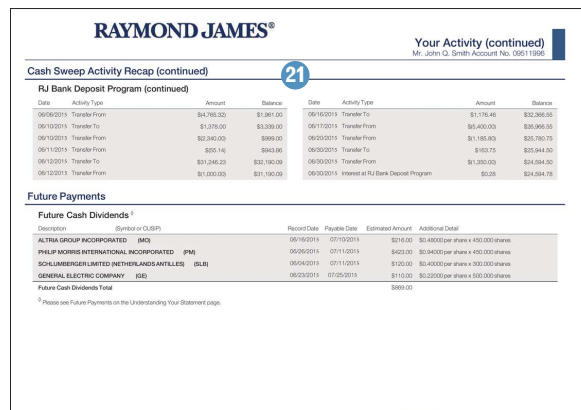 RAYMOND JAMES®
Your Activity (continued)
Mr. John Q. Smith Account No. 09511996
Cash Sweep Activity Recap (continued)
21
RJ Bank Deposit Program (continued)
Date Activity Type Amount Balance
06/06/2015 Transfer From $(4,765.32) $1,961.00
06/10/2015 Transfer To $1,378.00 $3,339.00
06/10/2015 Transfer From $(2,340.00) $999.00
06/11/2015 Transfer From $(55.14) $943.86
06/12/2015 Transfer To $31,246.23 $32,190.09
06/12/2015 Transfer From $(1,000.00) $31,190.09
Date Activity Type Amount Balance
06/16/2015 Transfer To $1,176.46 $32,366.55
06/17/2015 Transfer From $(5,400.00) $26,966.55
06/20/2015 Transfer From $(1,185.80) $25,780.75
06/30/2015 Transfer To $163.75 $25,944.50
06/30/2015 Transfer From $(1,350.00) $24,594.50
06/30/2015 Interest at RJ Bank Deposit Program $0.28 $24,594.78
Future Payments
Future Cash Dividends ◊
Description (Symbol or CUSIP) Record Date Payable Date Estimated Amount Additional Detail
ALTRIA GROUP INCORPORATED (MO) 06/16/2015 07/10/2015 $216.00 $0.48000 per share x 450.000 shares
PHILIP MORRIS INTERNATIONAL INCORPORATED (PM) 06/26/2015 07/11/2015 $423.00 $0.94000 per share x 450.000 shares
SCHLUMBERGER LIMITED (NETHERLANDS ANTILLES) (SLB) 06/04/2015 07/11/2015 $120.00 $0.40000 per share x 300.000 shares
GENERAL ELECTRIC COMPANY (GE) 06/23/2015 07/25/2015 $110.00 $0.22000 per share x 500.000 shares
Future Cash Dividends Total $869.00
◊ Please see Future Payments on the Understanding Your Statement page.